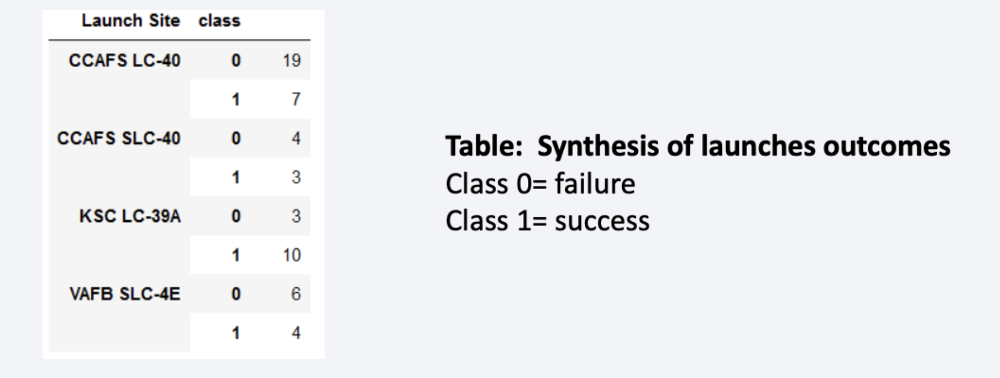 Launch Site class
CCAFS LC-40 0 19
1 7
CCAFS SLC-40 0 4
1 3
KSC LC-39A 0 3
1 10
VAFB SLC-4E 0 6
1 4
Table: Synthesis of launches outcomes
Class 0= failure
Class 1= success